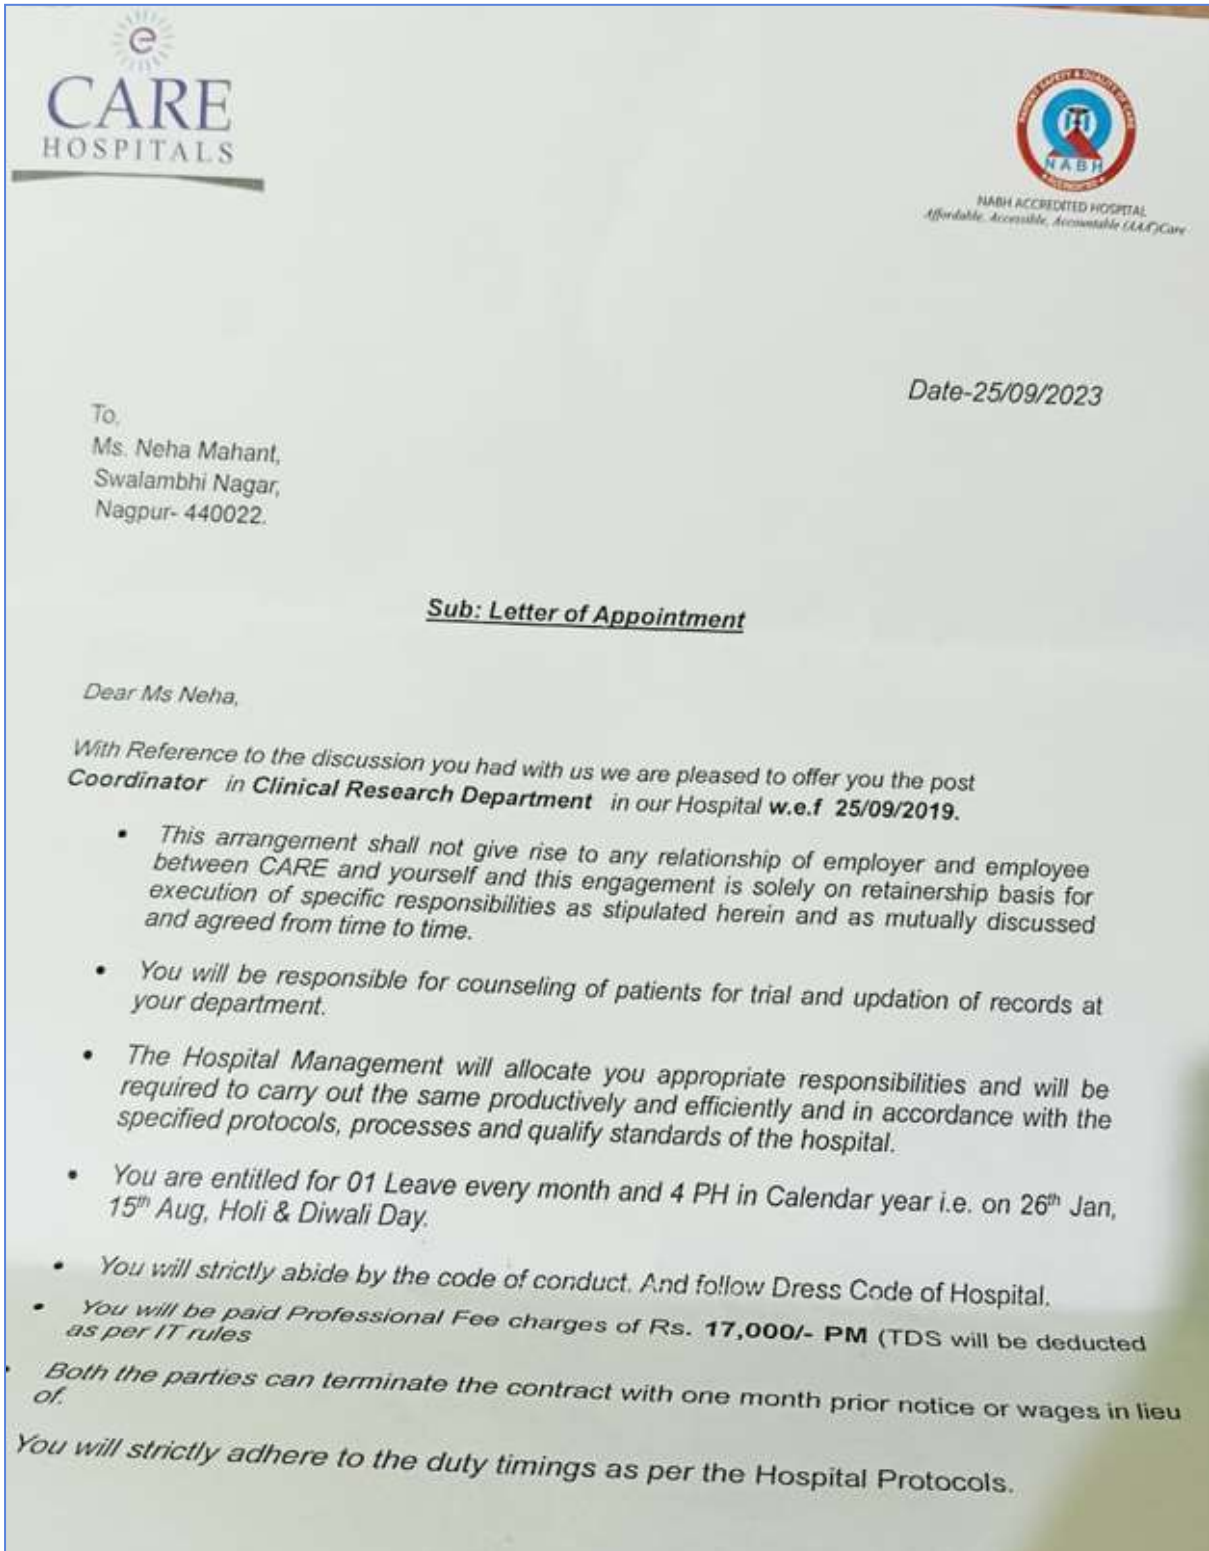 e
CARE
HOSPITALS
PATIENT SAFETY & QUALITY OF CARE
NABH
ACCREDITED
NABH ACCREDITED HOSPITAL
Affordable, Accessible, Accountable (AAA)Care
Date-25/09/2023
To,
Ms. Neha Mahant,
Swalambhi Nagar,
Nagpur- 440022.
Sub: Letter of Appointment
Dear Ms Neha,
With Reference to the discussion you had with us we are pleased to offer you the post
Coordinator in Clinical Research Department in our Hospital w.e.f 25/09/2019.
• This arrangement shall not give rise to any relationship of employer and employee
between CARE and yourself and this engagement is solely on retainership basis for
execution of specific responsibilities as stipulated herein and as mutually discussed
and agreed from time to time.
• You will be responsible for counseling of patients for trial and updation of records at
your department.
• The Hospital Management will allocate you appropriate responsibilities and will be
required to carry out the same productively and efficiently and in accordance with the
specified protocols, processes and qualify standards of the hospital.
• You are entitled for 01 Leave every month and 4 PH in Calendar year i.e. on 26th Jan,
15th Aug, Holi & Diwali Day.
• You will strictly abide by the code of conduct. And follow Dress Code of Hospital.
• You will be paid Professional Fee charges of Rs. 17,000/- PM (TDS will be deducted
as per IT rules
• Both the parties can terminate the contract with one month prior notice or wages in lieu
of.
You will strictly adhere to the duty timings as per the Hospital Protocols.